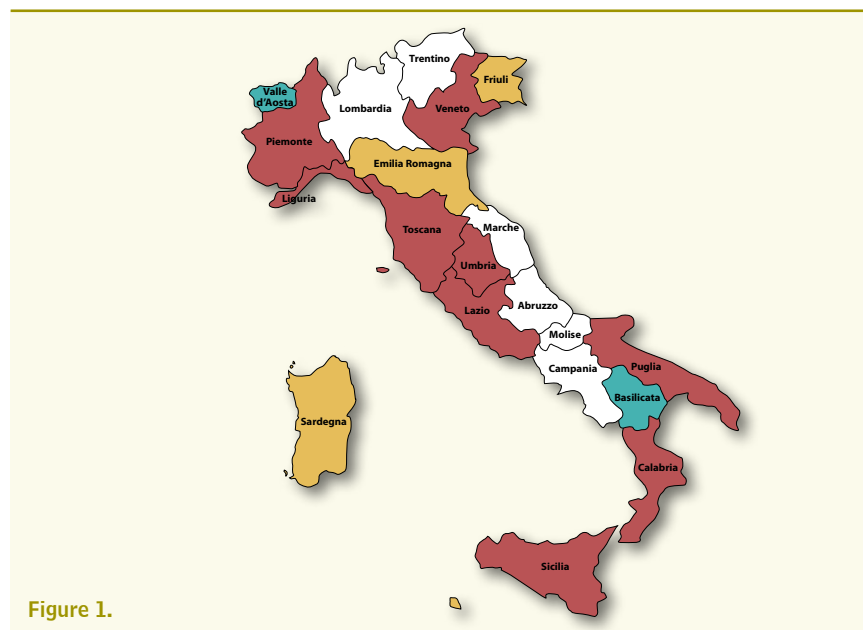 Trentino
Friuli
Valle
d'Aosta
Lombardia
Veneto
Piemonte
Emilia Romagna
Liguria
Toscana
Marche
Umbria
Abruzzo
Lazio
Molise
Campania
Puglia
Basilicata
Sardegna
Calabria
Sicilia
Figure 1.